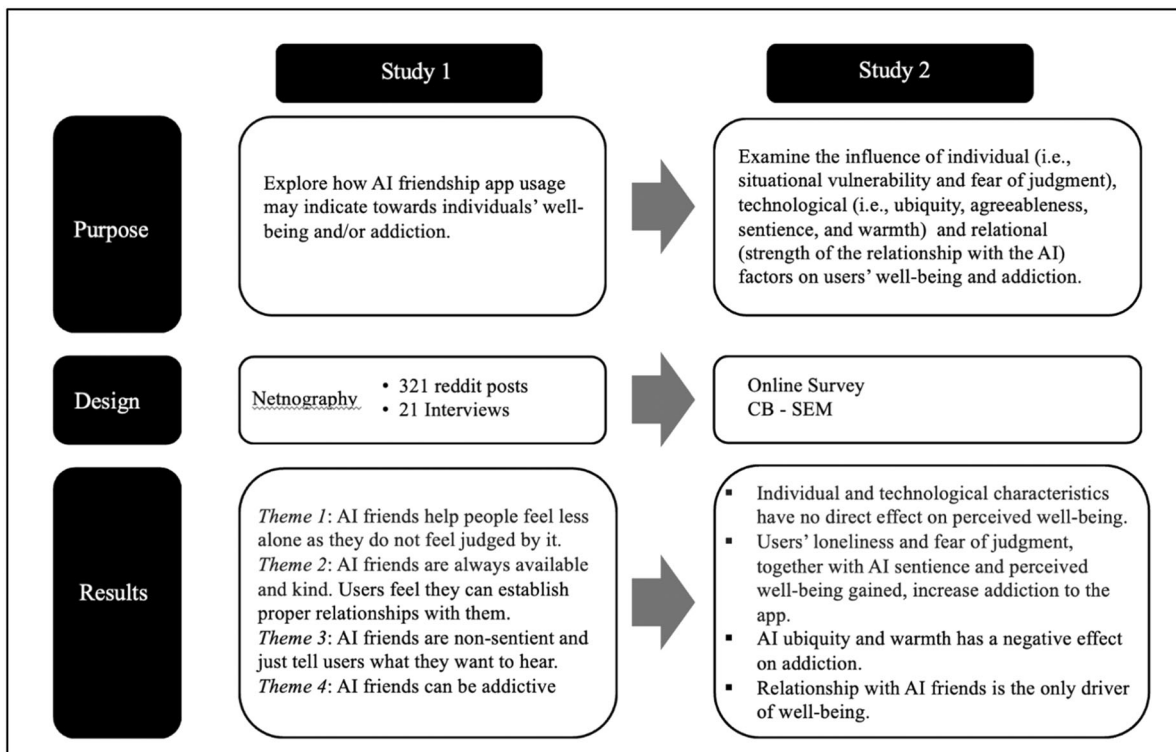 Study 1
Study 2
Purpose
Explore how AI friendship app usage
may indicate towards individuals' well-
being and/or addiction.
Examine the influence of individual (i.e.,
situational vulnerability and fear of judgment),
technological (i.e., ubiquity, agreeableness,
sentience, and warmth) and relational
(strength of the relationship with the AI)
factors on users' well-being and addiction.
Design
Netnography
• 321 reddit posts
• 21 Interviews
Online Survey
CB - SEM
Results
Theme 1: AI friends help people feel less
alone as they do not feel judged by it.
Theme 2: AI friends are always available
and kind. Users feel they can establish
proper relationships with them.
Theme 3: AI friends are non-sentient and
just tell users what they want to hear.
Theme 4: AI friends can be addictive
▪ Individual and technological characteristics
have no direct effect on perceived well-being.
▪ Users' loneliness and fear of judgment,
together with AI sentience and perceived
well-being gained, increase addiction to the
app.
▪ AI ubiquity and warmth has a negative effect
on addiction.
▪ Relationship with AI friends is the only driver
of well-being.